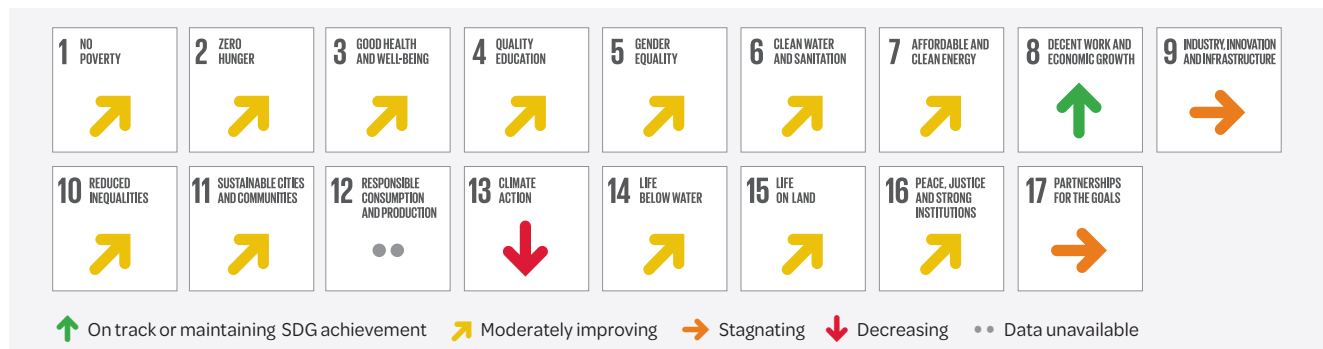 1 NO
POVERTY
2 ZERO
HUNGER
3 GOOD HEALTH
AND WELL-BEING
4 QUALITY
EDUCATION
5 GENDER
EQUALITY
6 CLEAN WATER
AND SANITATION
7 AFFORDABLE AND
CLEAN ENERGY
8 DECENT WORK AND
ECONOMIC GROWTH
9 INDUSTRY, INNOVATION
AND INFRASTRUCTURE
10 REDUCED
INEQUALITIES
11 SUSTAINABLE CITIES
AND COMMUNITIES
12 RESPONSIBLE
CONSUMPTION
AND PRODUCTION
13 CLIMATE
ACTION
14 LIFE
BELOW WATER
15 LIFE
ON LAND
16 PEACE, JUSTICE
AND STRONG
INSTITUTIONS
17 PARTNERSHIPS
FOR THE GOALS
On track or maintaining SDG achievement
Moderately improving
Stagnating
Decreasing
Data unavailable